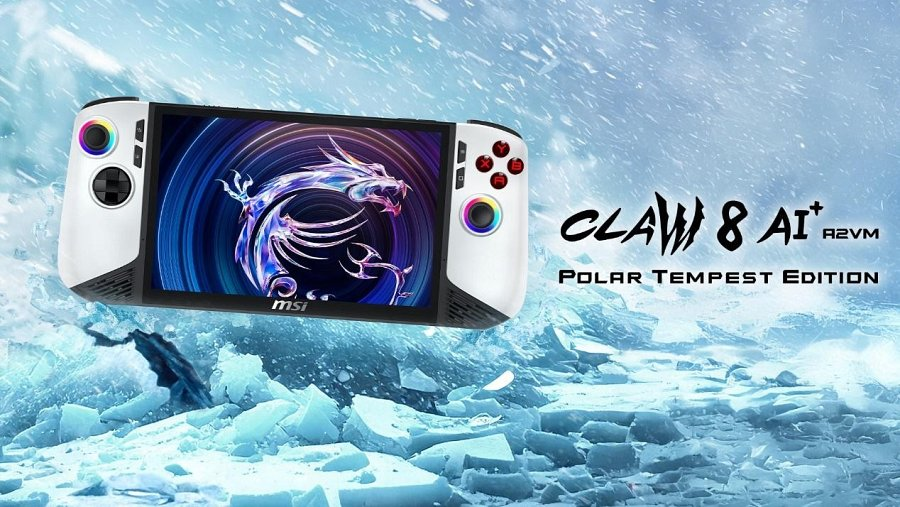 Y
X B
A
msi
CLAW 8 AI+ A2VM
POLAR TEMPEST EDITION